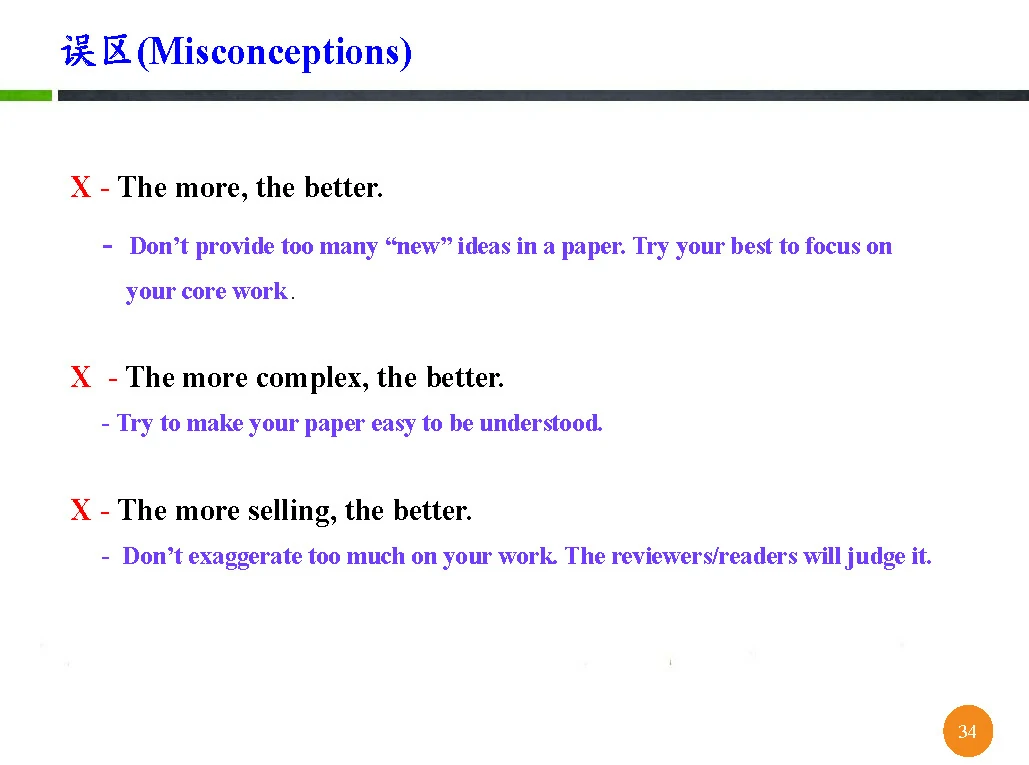 误区(Misconceptions)
X - The more, the better.
- Don’t provide too many “new” ideas in a paper. Try your best to focus on
your core work.
X - The more complex, the better.
- Try to make your paper easy to be understood.
X - The more selling, the better.
- Don’t exaggerate too much on your work. The reviewers/readers will judge it.
34